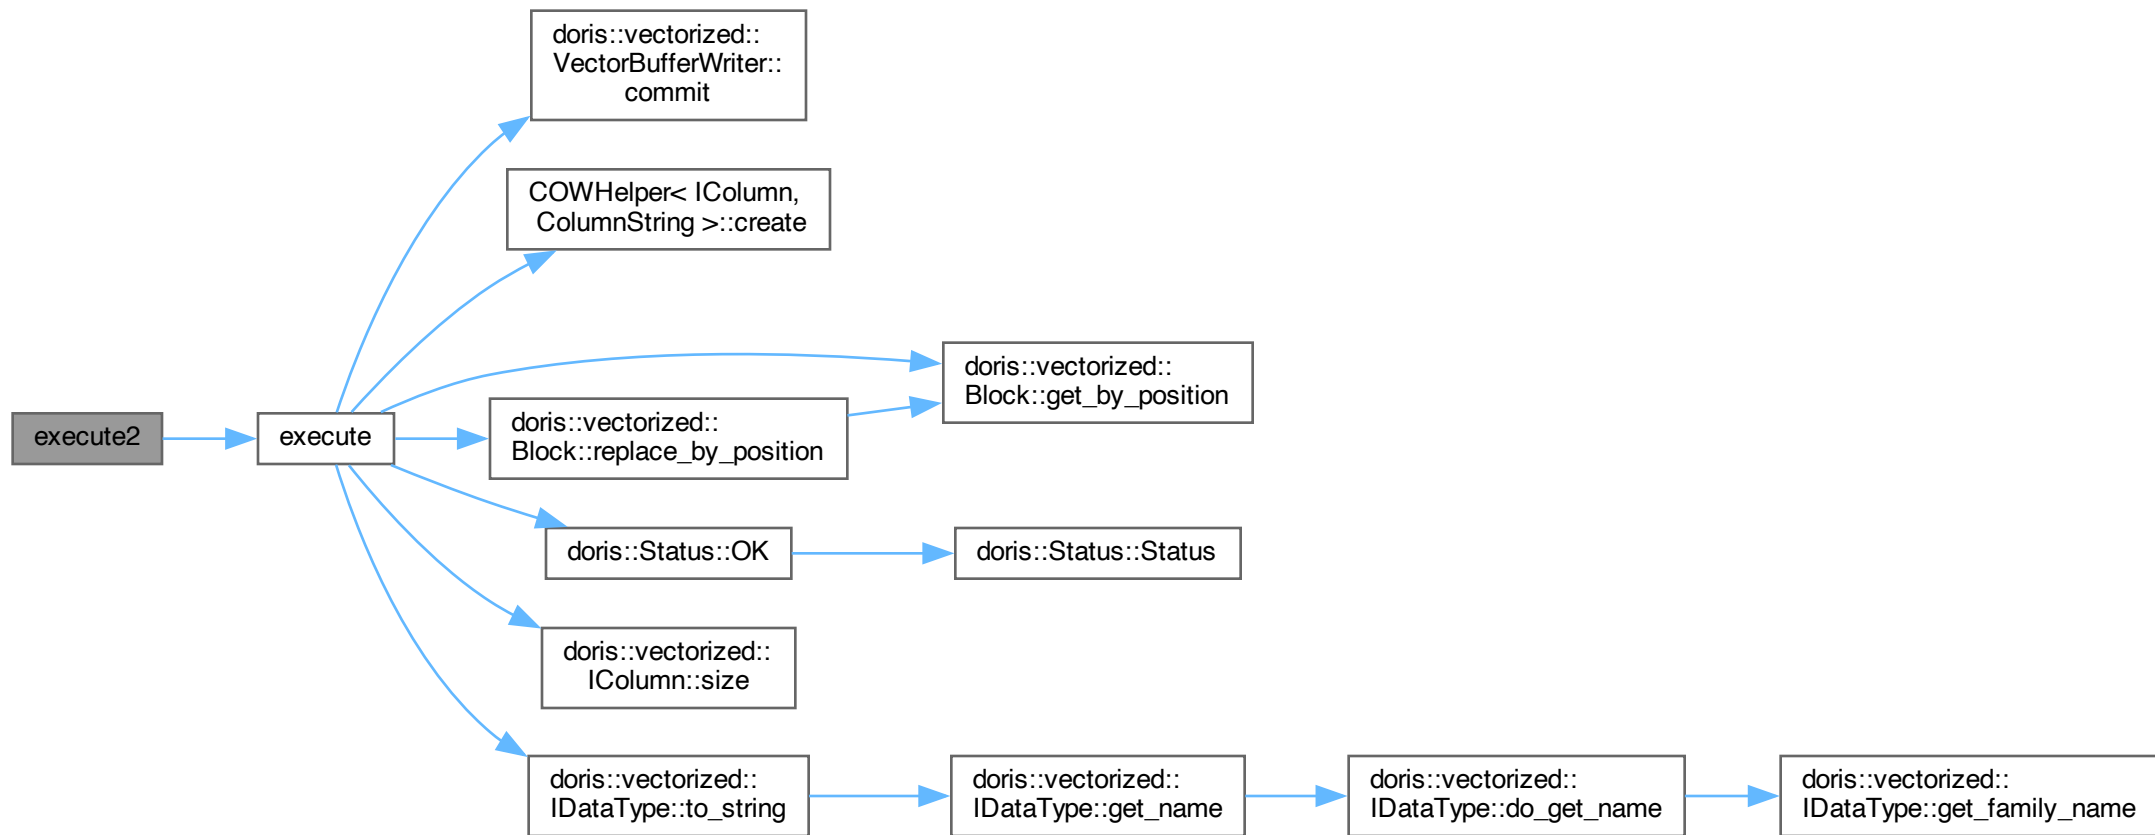 doris::vectorized::
VectorBufferWriter::
commit
COWHelper< IColumn,
ColumnString >::create
doris::vectorized::
Block::get_by_position
execute2
execute
doris::vectorized::
Block::replace_by_position
doris::Status::OK
doris::Status::Status
doris::vectorized::
IColumn::size
doris::vectorized::
IDataType::to_string
doris::vectorized::
IDataType::get_name
doris::vectorized::
IDataType::do_get_name
doris::vectorized::
IDataType::get_family_name